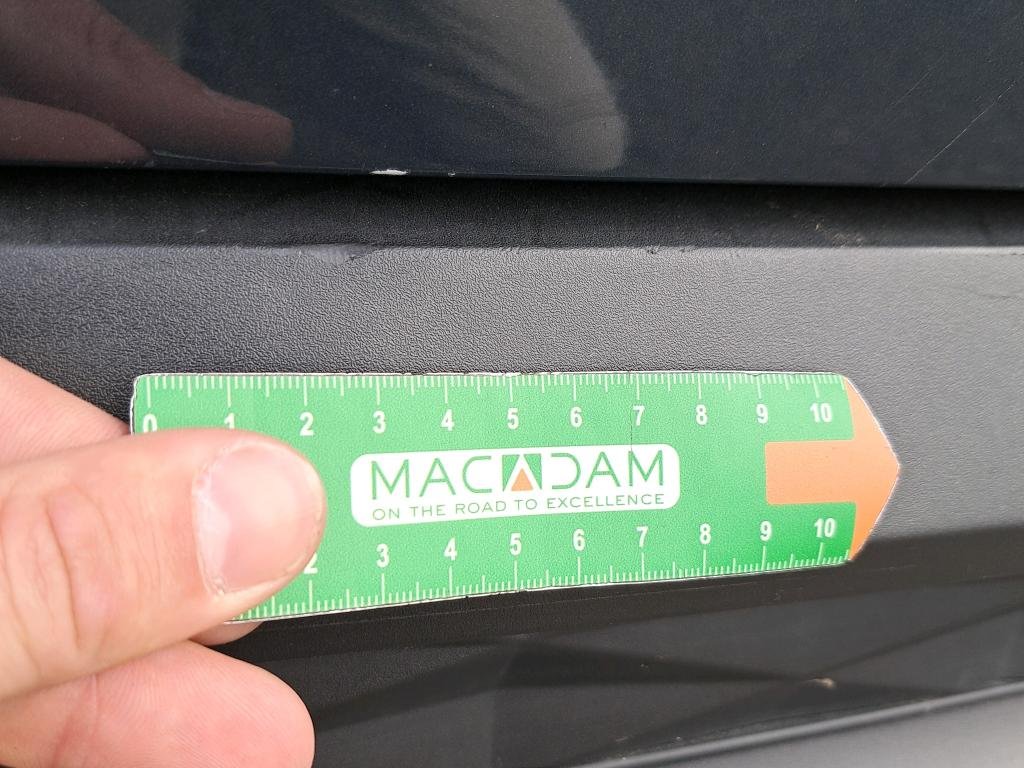 0 1 2 3 4 5 6 7 8 9 10
MACADAM
ON THE ROAD TO EXCELLENCE
2 3 4 5 6 7 8 9 10